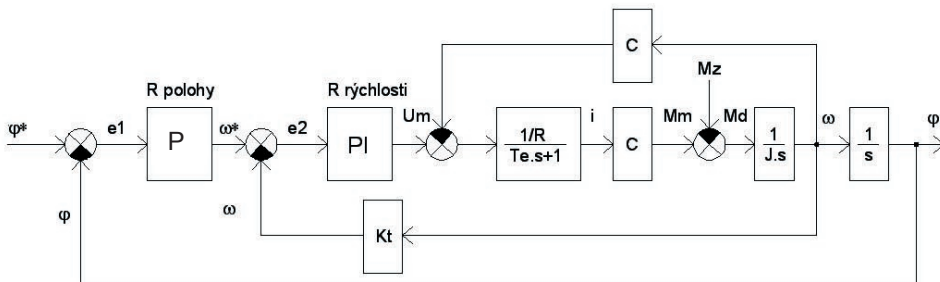 C
Mz
R polohy
R rýchlosti
φ*
e1
P
ω*
e2
PI
Um
1/R
Te.s+1
i
C
Mm
Md
1
J.s
ω
1
s
φ
φ
ω
Kt